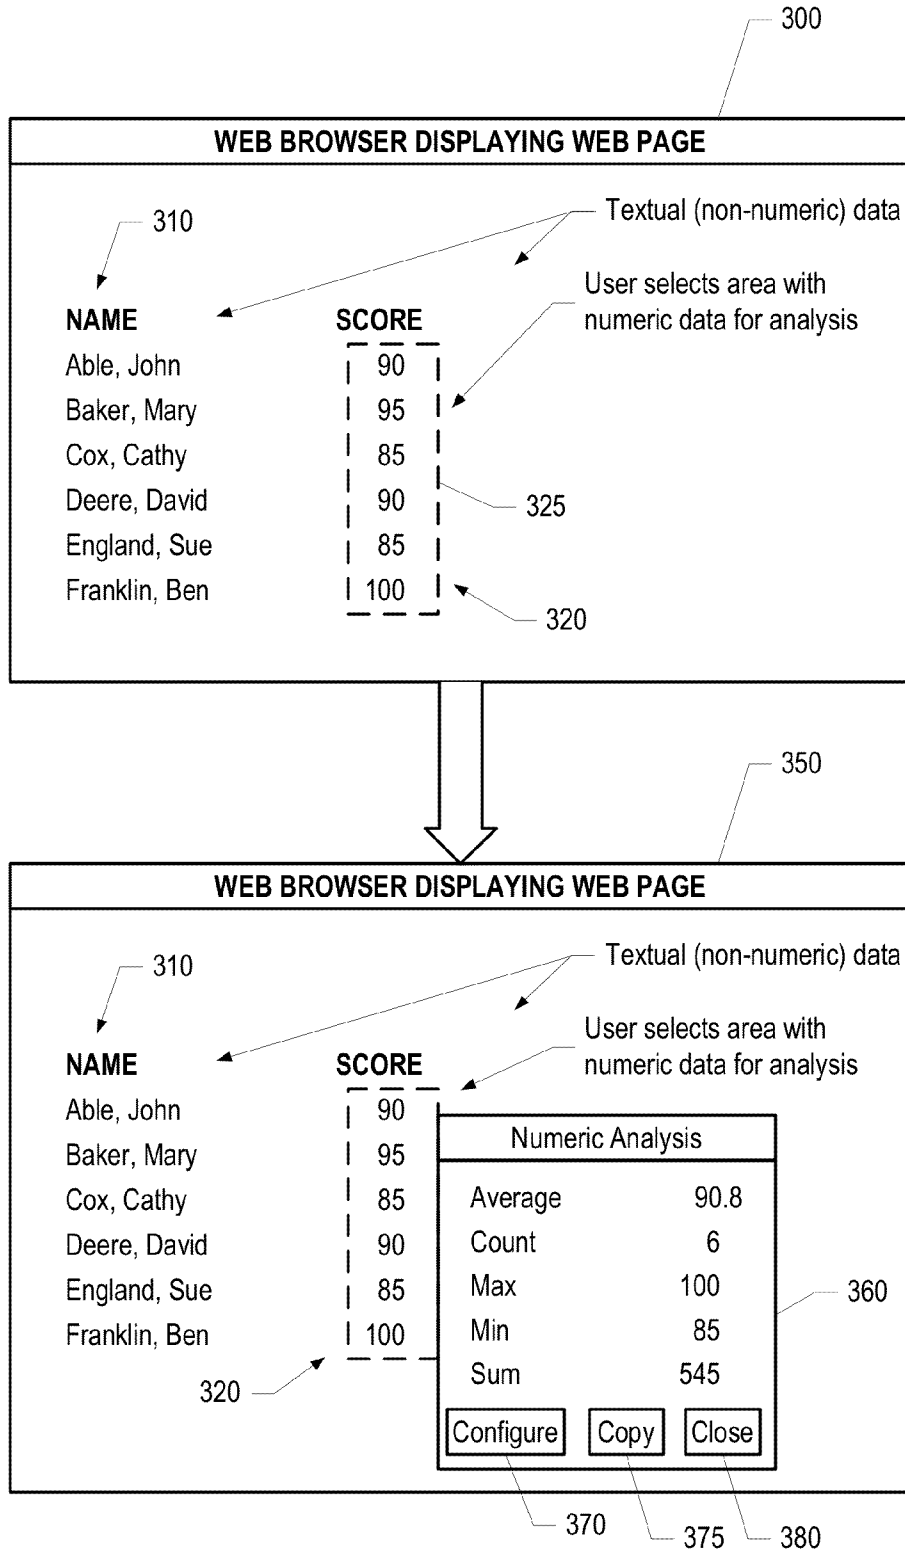 300
WEB BROWSER DISPLAYING WEB PAGE
310
Textual (non-numeric) data
User selects area with
numeric data for analysis
NAME SCORE
Able, John 90
Baker, Mary 95
Cox, Cathy 85
Deere, David 90
325
England, Sue 85
Franklin, Ben 100
320
350
WEB BROWSER DISPLAYING WEB PAGE
310
Textual (non-numeric) data
User selects area with
numeric data for analysis
NAME SCORE
Able, John 90
Baker, Mary 95
Cox, Cathy 85
Deere, David 90
England, Sue 85
Franklin, Ben 100
320
Numeric Analysis
Average 90.8
Count 6
Max 100
Min 85
Sum 545
360
Configure Copy Close
370 375 380